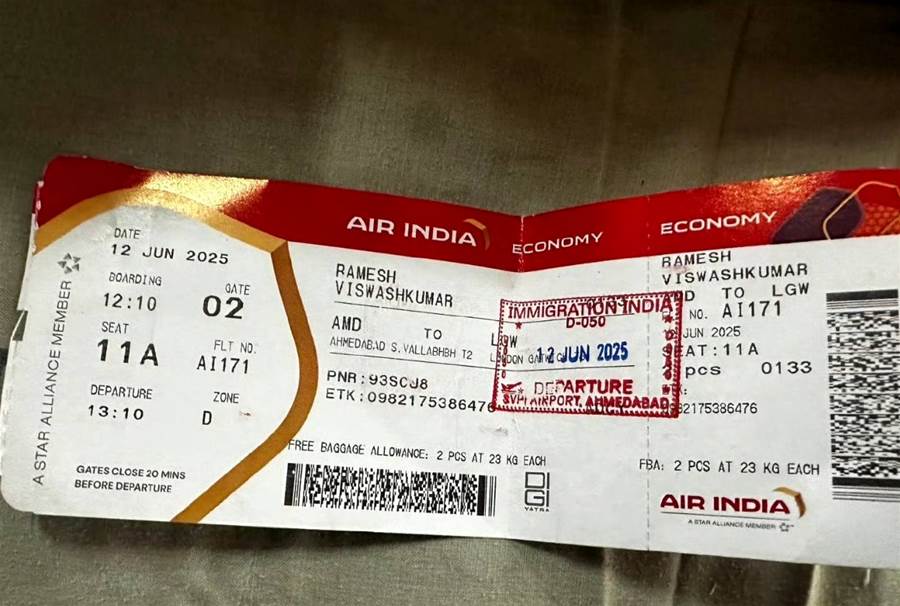 AIR INDIA
ECONOMY
ECONOMY
DATE
12 JUN 2025
BOARDING
12:10
GATE
02
SEAT
11A
FLT NO.
AI171
DEPARTURE
13:10
ZONE
D
GATES CLOSE 20 MINS
BEFORE DEPARTURE
A STAR ALLIANCE MEMBER
RAMESH
VISWASHKUMAR
AMD TO LGW
AHMEDABAD S.VALLABHBH T2
PNR:93SCU8
ETK:0982175386476
FREE BAGGAGE ALLOWANCE: 2 PCS AT 23 KG EACH
DIGI
YATRA
IMMIGRATION INDIA
D-050
12 JUN 2025
DEPARTURE
SVPI AIRPORT, AHMEDABAD
RAMESH
VISWASHKUMAR
TO LGW
NO. AI171
JUN 2025
SEAT:11A
pcs 0133
82175386476
FBA: 2 PCS AT 23 KG EACH
AIR INDIA
A STAR ALLIANCE MEMBER